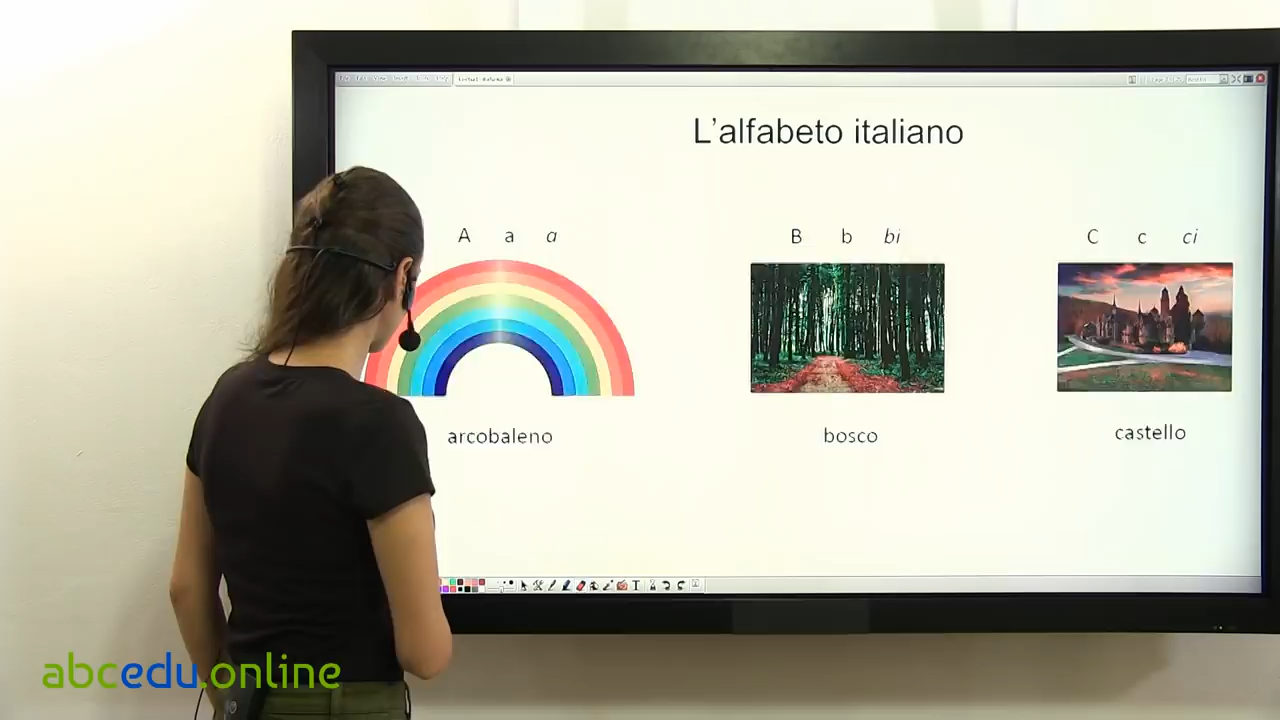 L'alfabeto italiano
A a a
B b bi
C c ci
arcobaleno
bosco
castello
abcedu.online